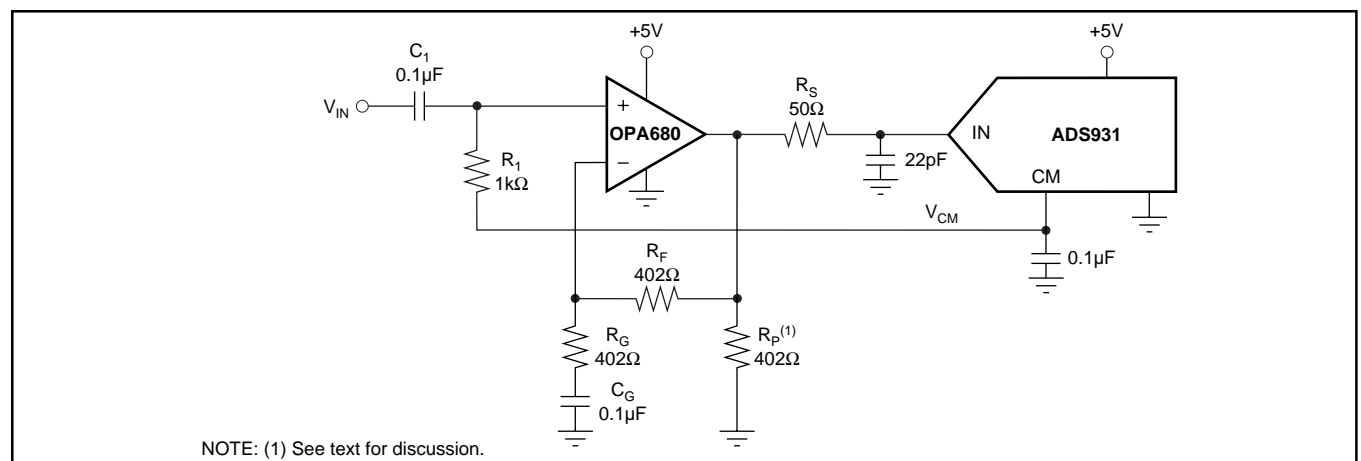 +5V
+5V
C1
0.1µF
RS
50Ω
VIN
+
OPA680
–
IN
ADS931
22pF
R1
1kΩ
CM
VCM
0.1µF
RF
402Ω
RG
402Ω
RP(1)
402Ω
CG
0.1µF
NOTE: (1) See text for discussion.